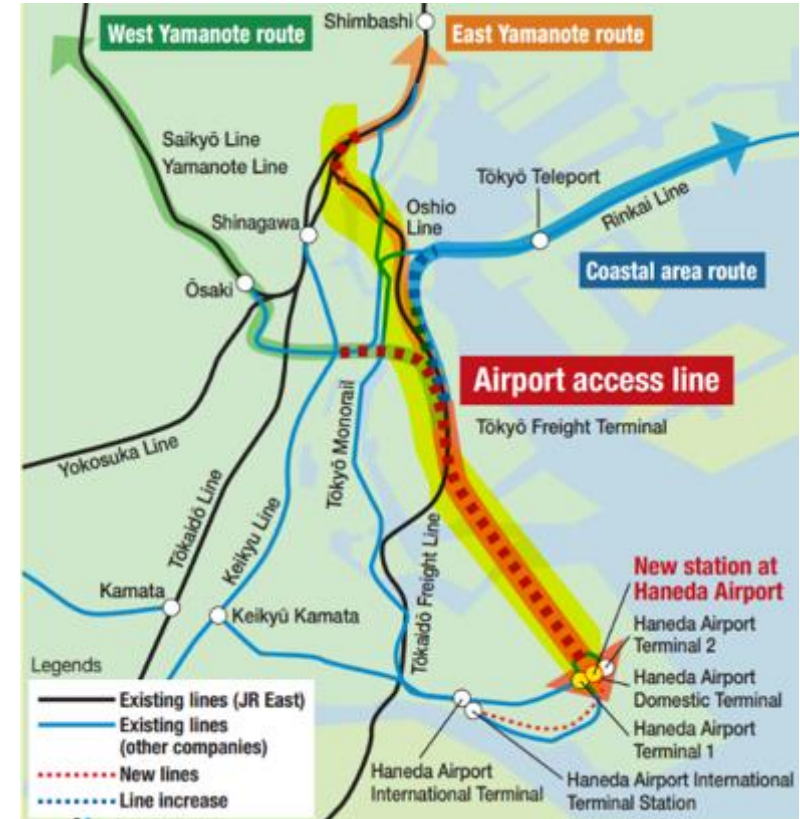 Shimbashi
West Yamanote route
East Yamanote route
Saikyō Line
Yamanote Line
Tōkyō Teleport
Rinkai Line
Oshio
Line
Shinagawa
Coastal area route
Ōsaki
Airport access line
Tōkyō Freight Terminal
Yokosuka Line
Tōkaidō Line
Keikyu Line
Tōkyō Monorail
Tōkaidō Freight Line
New station at
Haneda Airport
Kamata
Keikyū Kamata
Haneda Airport
Terminal 2
Haneda Airport
Domestic Terminal
Haneda Airport
Terminal 1
Haneda Airport
International Terminal
Haneda Airport International
Terminal Station
Legends
Existing lines (JR East)
Existing lines
(other companies)
New lines
Line increase